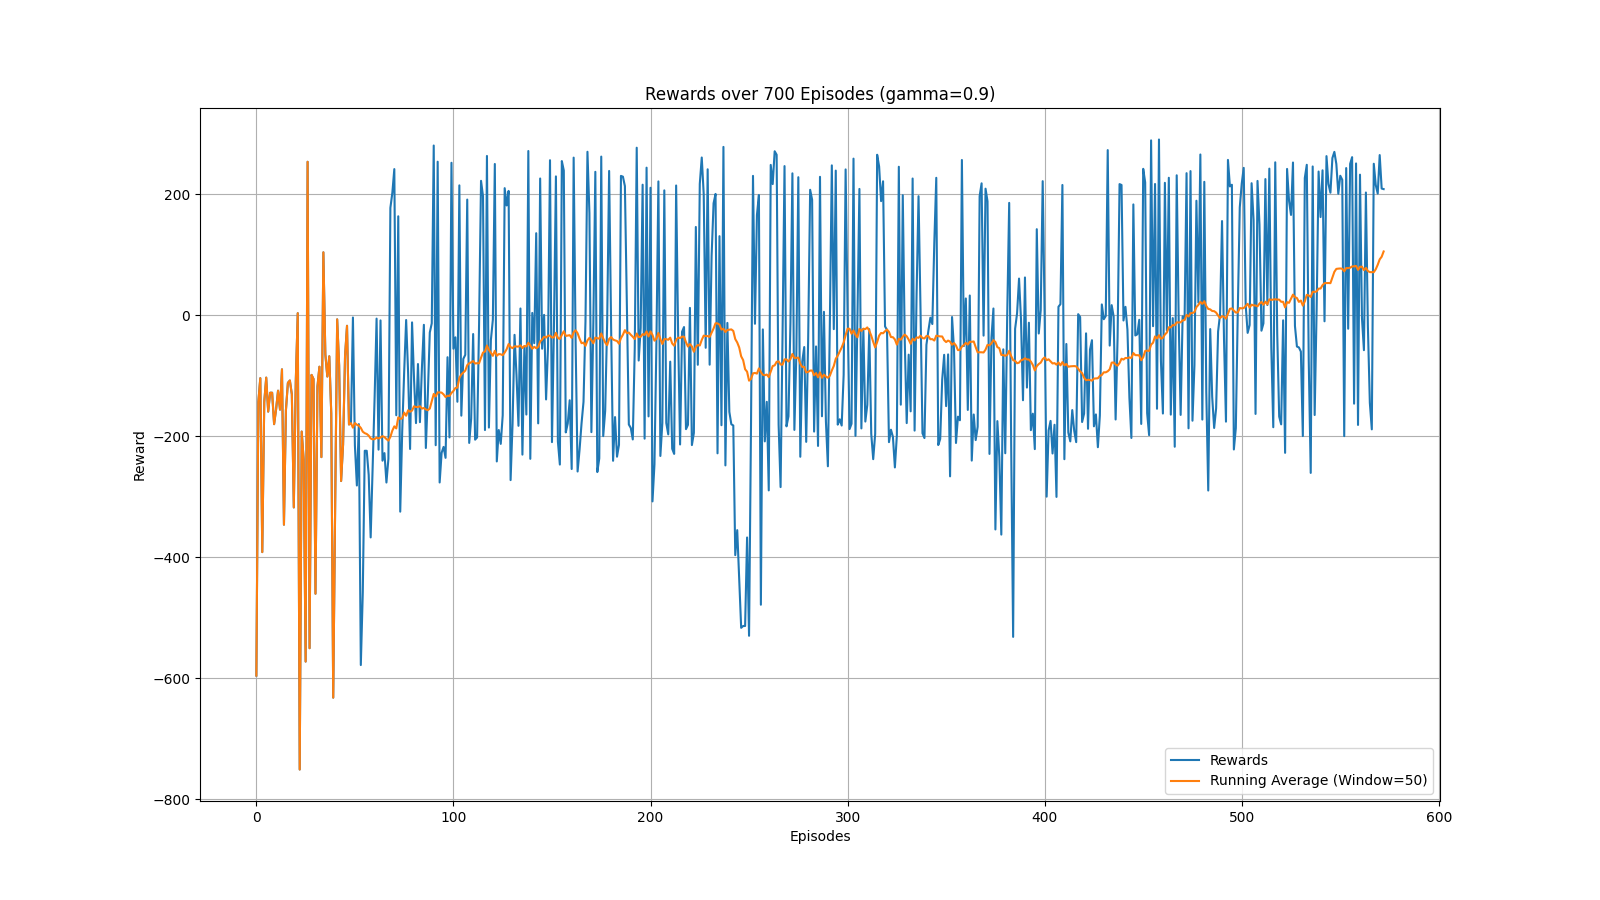 Rewards over 700 Episodes (gamma=0.9)
Reward
200
0
−200
−400
−600
−800
0 100 200 300 400 500 600
Episodes
Rewards
Running Average (Window=50)